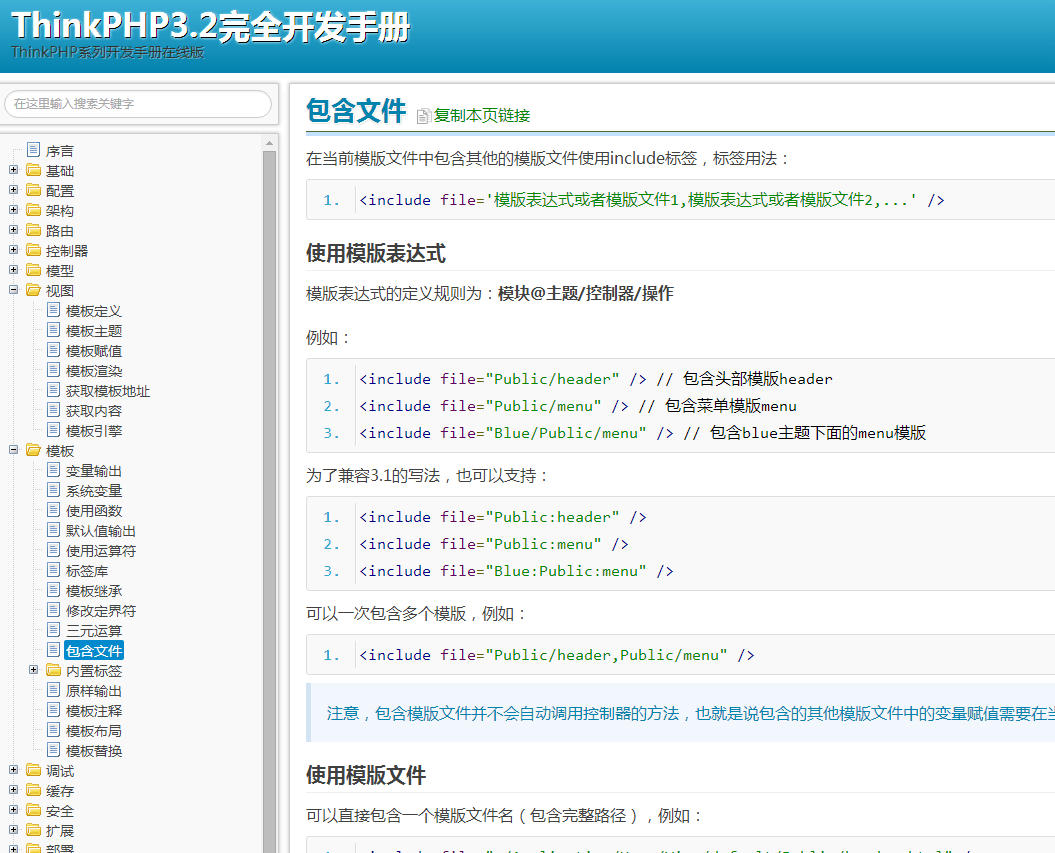 ThinkPHP3.2完全开发手册
ThinkPHP系列开发手册在线版
在这里输入搜索关键字
序言
基础
配置
架构
路由
控制器
模型
视图
模板定义
模板主题
模板赋值
模板渲染
获取模板地址
获取内容
模板引擎
模板
变量输出
系统变量
使用函数
默认值输出
使用运算符
标签库
模板继承
修改定界符
三元运算
包含文件
内置标签
原样输出
模板注释
模板布局
模板替换
调试
缓存
安全
扩展
部署
包含文件 复制本页链接
在当前模版文件中包含其他的模版文件使用include标签，标签用法：
1. <include file='模版表达式或者模版文件1,模版表达式或者模版文件2,...' />
使用模版表达式
模版表达式的定义规则为：模块@主题/控制器/操作
例如：
1. <include file="Public/header" /> // 包含头部模版header
2. <include file="Public/menu" /> // 包含菜单模版menu
3. <include file="Blue/Public/menu" /> // 包含blue主题下面的menu模版
为了兼容3.1的写法，也可以支持：
1. <include file="Public:header" />
2. <include file="Public:menu" />
3. <include file="Blue:Public:menu" />
可以一次包含多个模版，例如：
1. <include file="Public/header,Public/menu" />
注意，包含模版文件并不会自动调用控制器的方法，也就是说包含的其他模版文件中的变量赋值需要在当
使用模版文件
可以直接包含一个模版文件名（包含完整路径），例如：